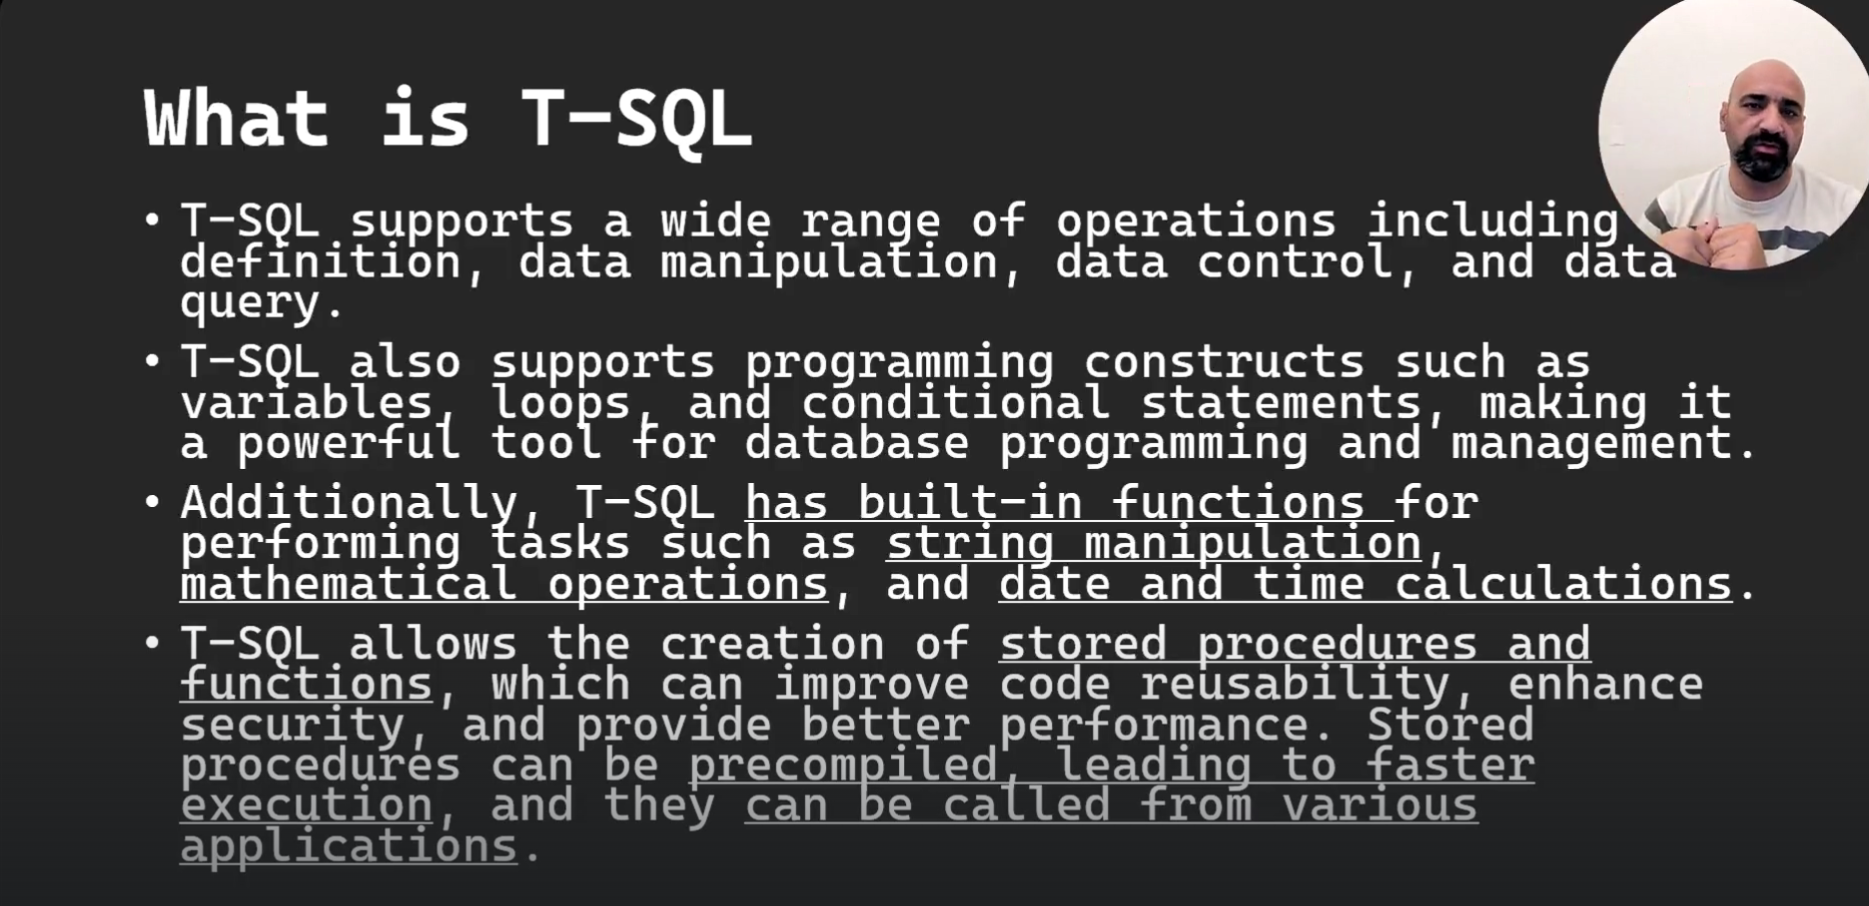 What is T-SQL
• T-SQL supports a wide range of operations including
definition, data manipulation, data control, and data
query.
• T-SQL also supports programming constructs such as
variables, loops, and conditional statements, making it
a powerful tool for database programming and management.
• Additionally, T-SQL has built-in functions for
performing tasks such as string manipulation,
mathematical operations, and date and time calculations.
• T-SQL allows the creation of stored procedures and
functions, which can improve code reusability, enhance
security, and provide better performance. Stored
procedures can be precompiled, leading to faster
execution, and they can be called from various
applications.